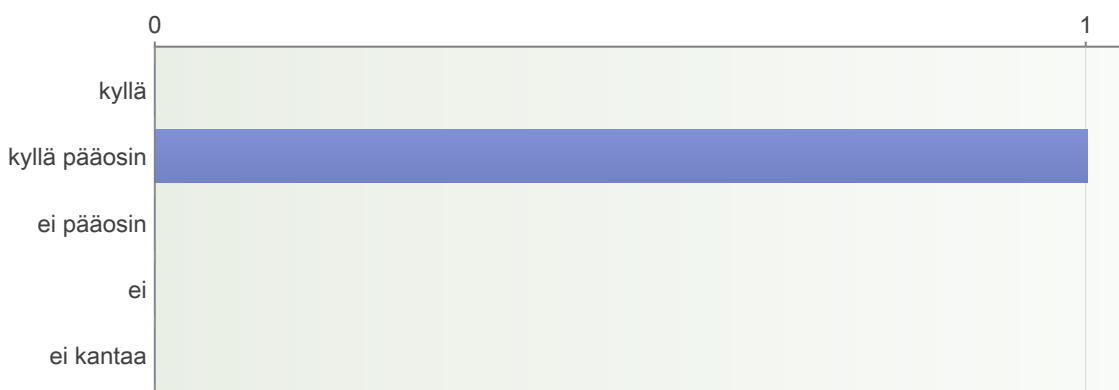 0 1
kyllä
kyllä pääosin
ei pääosin
ei
ei kantaa